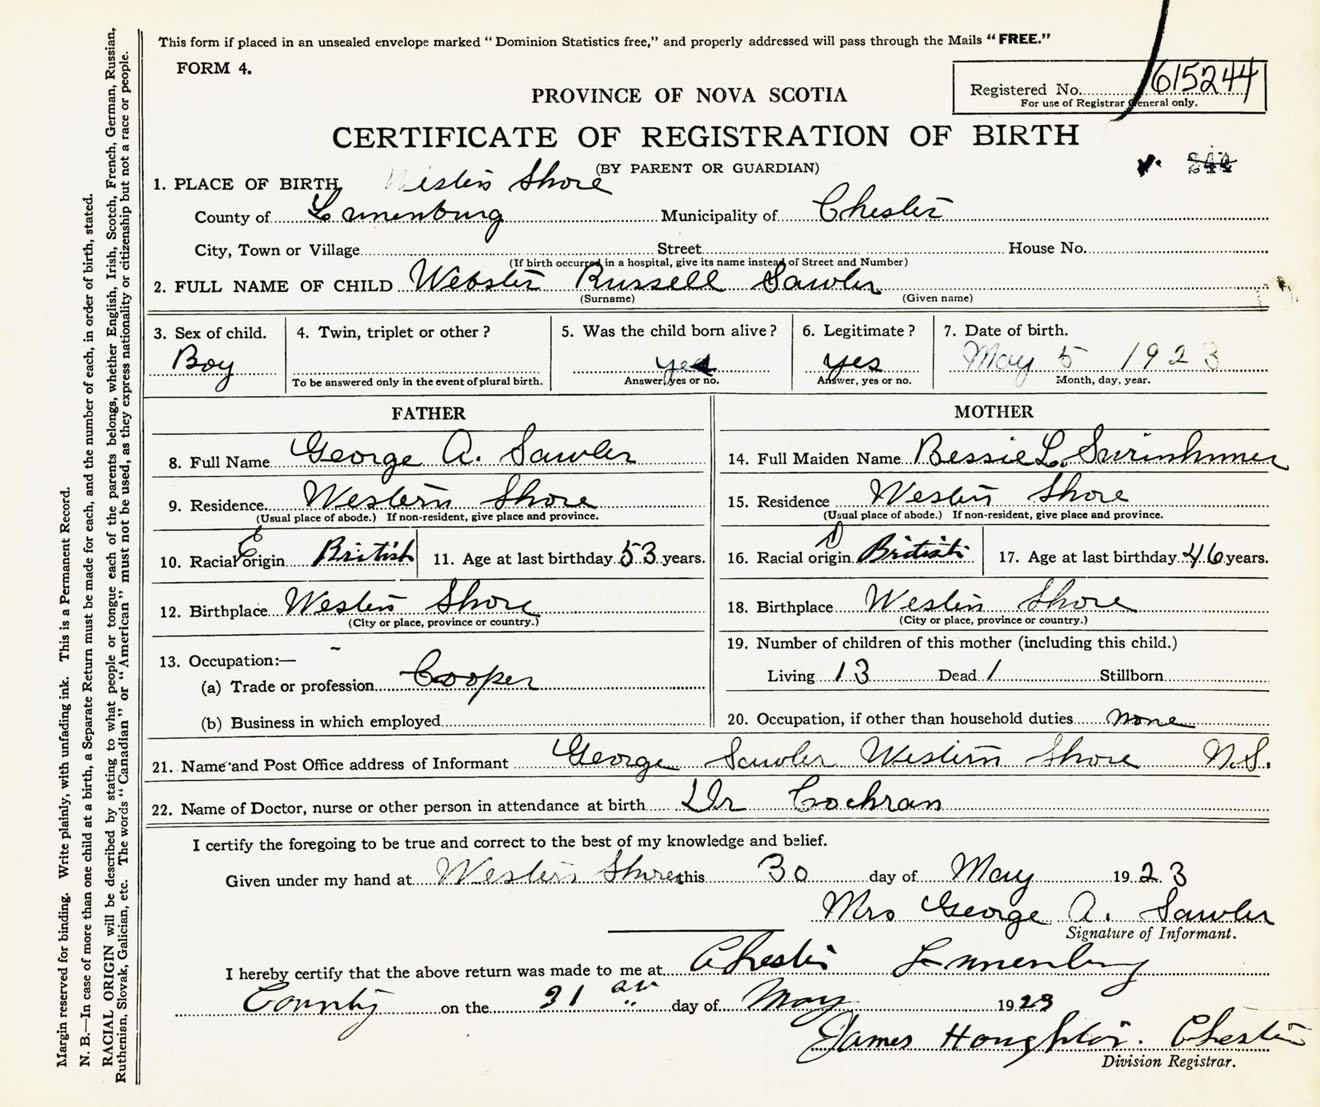 This form if placed in an unsealed envelope marked " Dominion Statistics free," and properly addressed will pass through the Mails "FREE."
FORM 4.
Registered No. 615244
For use of Registrar General only.
PROVINCE OF NOVA SCOTIA
CERTIFICATE OF REGISTRATION OF BIRTH
(BY PARENT OR GUARDIAN)
244
1. PLACE OF BIRTH Western Shore
County of Lunenburg Municipality of Chester
City, Town or Village Street House No.
(If birth occurred in a hospital, give its name instead of Street and Number)
2. FULL NAME OF CHILD Webster Russell Sawler
(Surname) (Given name)
3. Sex of child. 4. Twin, triplet or other ? 5. Was the child born alive ? 6. Legitimate ? 7. Date of birth.
Boy yes yes May 5 1923
To be answered only in the event of plural birth. Answer, yes or no. Answer, yes or no. Month, day, year.
FATHER
8. Full Name George A. Sawler
9. Residence Western Shore
(Usual place of abode.) If non-resident, give place and province.
10. Racial origin British 11. Age at last birthday 53 years.
12. Birthplace Western Shore
(City or place, province or country.)
13. Occupation:—
(a) Trade or profession Cooper
(b) Business in which employed
MOTHER
14. Full Maiden Name Bessie L.
15. Residence Western Shore
(Usual place of abode.) If non-resident, give place and province.
16. Racial origin British 17. Age at last birthday 46 years.
18. Birthplace Western Shore
(City or place, province or country.)
19. Number of children of this mother (including this child.)
Living 13 Dead 1 Stillborn
20. Occupation, if other than household duties none
21. Name and Post Office address of Informant George Sawler Western Shore N.S.
22. Name of Doctor, nurse or other person in attendance at birth Dr Cochran
I certify the foregoing to be true and correct to the best of my knowledge and belief.
Given under my hand at Western Shore this 30 day of May 1923
Mrs George A. Sawler
Signature of Informant.
I hereby certify that the above return was made to me at Chester Lunenburg
County on the 31 day of May 1923
James Houghton. Chester
Division Registrar.
Margin reserved for binding. Write plainly, with unfading ink. This is a Permanent Record.
N. B.—In case of more than one child at a birth, a Separate Return must be made for each, and the number of each, in order of birth, stated.
RACIAL ORIGIN will be described by stating to what people or tongue each of the parents belongs, whether English, Irish, Scotch, French, German, Russian,
Ruthenian, Slovak, Galician, etc. The words "Canadian" or "American" must not be used, as they express nationality or citizenship but not a race or people.